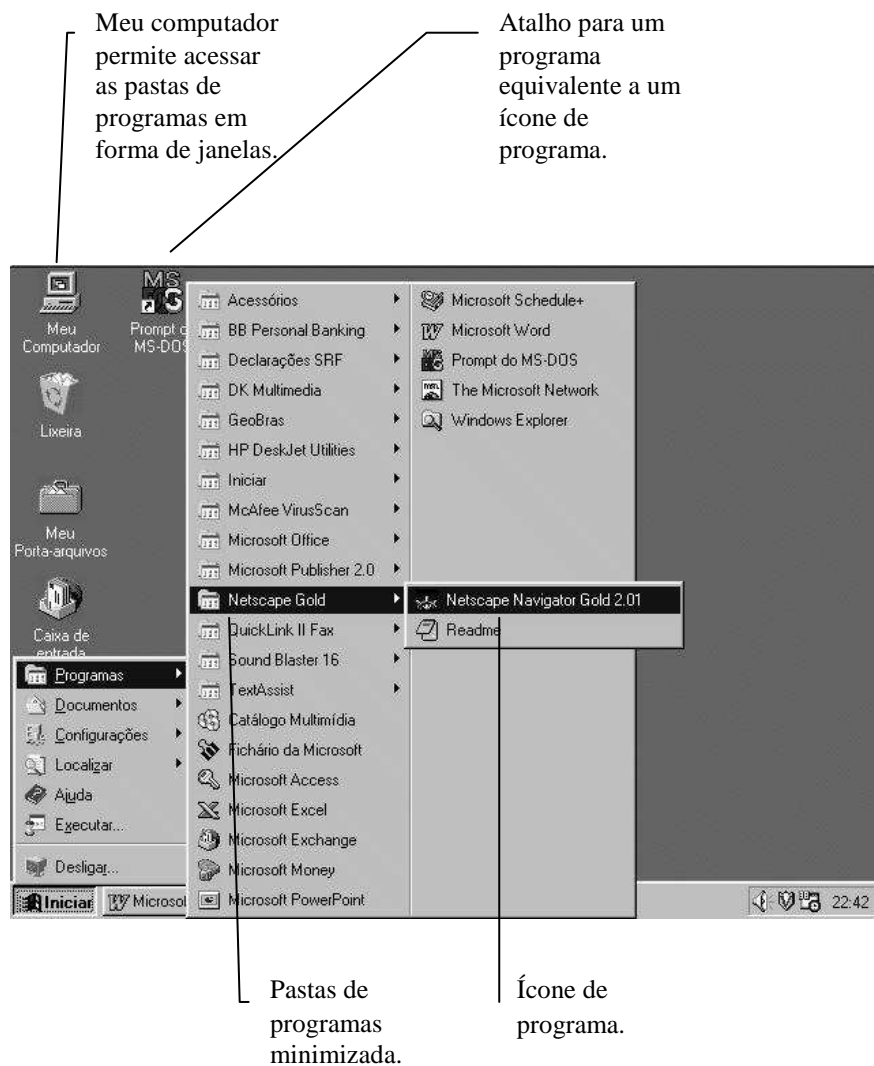 Meu computador
permite acessar
as pastas de
programas em
forma de janelas.
Atalho para um
programa
equivalente a um
ícone de
programa.
Meu
Computador
Prompt
MS-DOS
Lixeira
Meu
Porta-arquivos
Caixa de
entrada
Acessórios
BB Personal Banking
Declarações SRF
DK Multimedia
GeoBras
HP DeskJet Utilities
Iniciar
McAfee VirusScan
Microsoft Office
Microsoft Publisher 2.0
Netscape Gold
QuickLink II Fax
Sound Blaster 16
TextAssist
Catálogo Multimídia
Fichário da Microsoft
Microsoft Access
Microsoft Excel
Microsoft Exchange
Microsoft Money
Microsoft PowerPoint
Microsoft Schedule+
Microsoft Word
Prompt do MS-DOS
The Microsoft Network
Windows Explorer
Netscape Navigator Gold 2.01
Readme
Programas
Documentos
Configurações
Localizar
Ajuda
Executar...
Desligar...
Iniciar
Microsof
22:42
Pastas de
programas
minimizada.
Ícone de
programa.